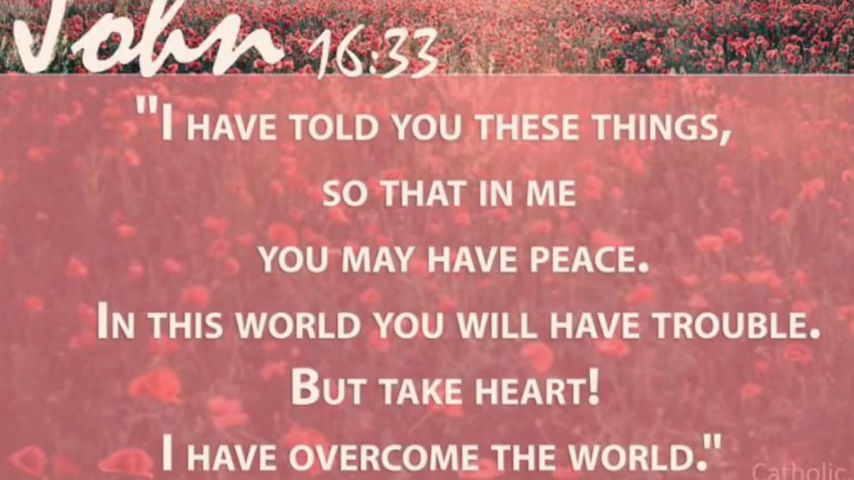 John 16:33
"I HAVE TOLD YOU THESE THINGS,
SO THAT IN ME
YOU MAY HAVE PEACE.
IN THIS WORLD YOU WILL HAVE TROUBLE.
BUT TAKE HEART!
I HAVE OVERCOME THE WORLD."
Catholic